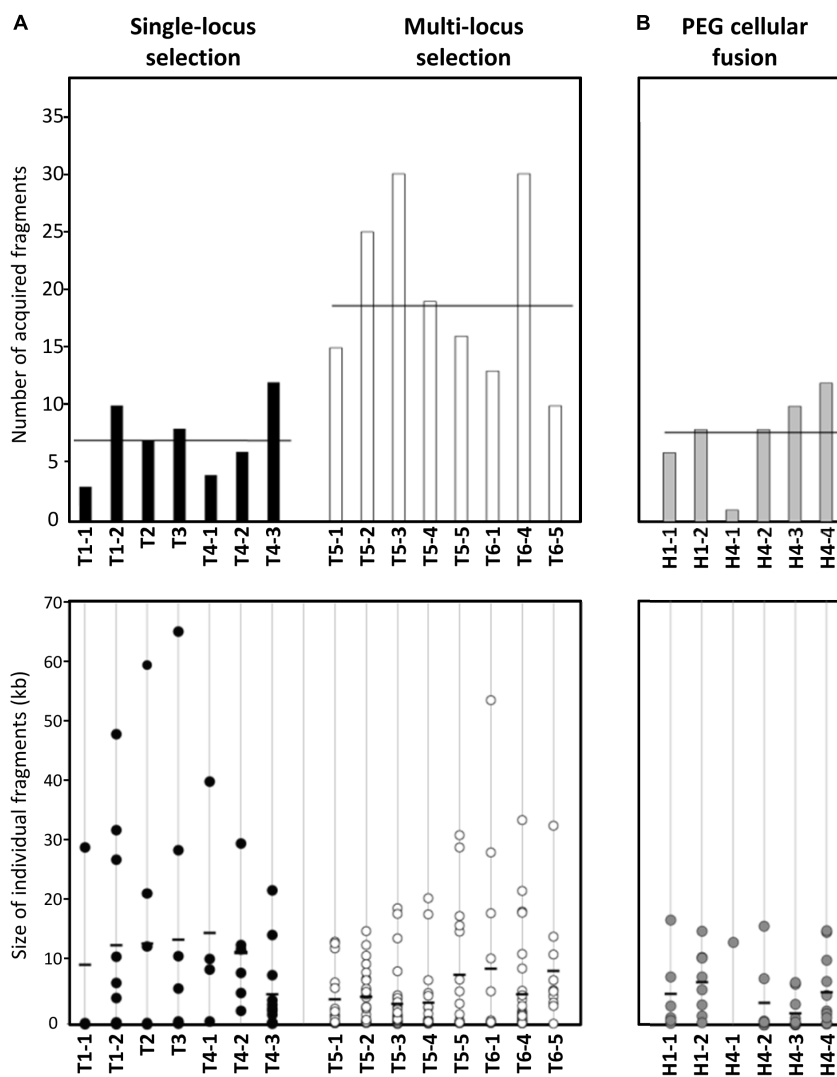 A
Single-locus
selection
Multi-locus
selection
B
PEG cellular
fusion
Number of acquired fragments
35
30
25
20
15
10
5
0
T1-1
T1-2
T2
T3
T4-1
T4-2
T4-3
T5-1
T5-2
T5-3
T5-4
T5-5
T6-1
T6-4
T6-5
H1-1
H1-2
H4-1
H4-2
H4-3
H4-4
Size of individual fragments (kb)
70
60
50
40
30
20
10
0
T1-1
T1-2
T2
T3
T4-1
T4-2
T4-3
T5-1
T5-2
T5-3
T5-4
T5-5
T6-1
T6-4
T6-5
H1-1
H1-2
H4-1
H4-2
H4-3
H4-4